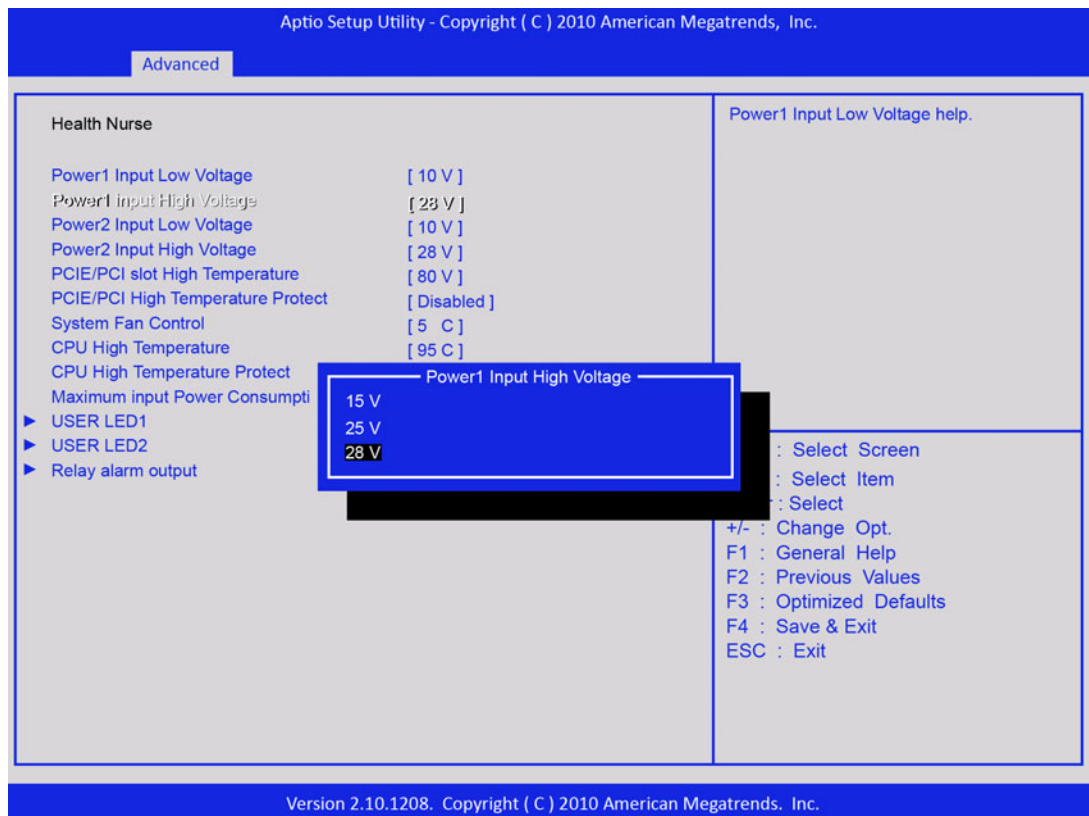 Aptio Setup Utility - Copyright ( C ) 2010 American Megatrends, Inc.
Advanced
Health Nurse
Power1 Input Low Voltage [ 10 V ]
Power1 input High Voltage [ 28 V ]
Power2 Input Low Voltage [ 10 V ]
Power2 Input High Voltage [ 28 V ]
PCIE/PCI slot High Temperature [ 80 V ]
PCIE/PCI High Temperature Protect [ Disabled ]
System Fan Control [ 5 C ]
CPU High Temperature [ 95 C ]
CPU High Temperature Protect
Maximum input Power Consumpti
► USER LED1
► USER LED2
► Relay alarm output
Power1 Input High Voltage
15 V
25 V
28 V
Power1 Input Low Voltage help.
: Select Screen
: Select Item
: Select
+/- : Change Opt.
F1 : General Help
F2 : Previous Values
F3 : Optimized Defaults
F4 : Save & Exit
ESC : Exit
Version 2.10.1208. Copyright ( C ) 2010 American Megatrends. Inc.